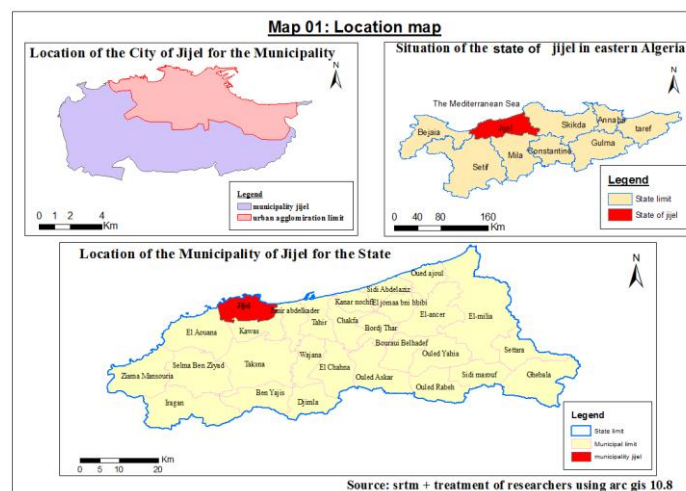 Map 01: Location map
Location of the City of Jijel for the Municipality
N
Legend
municipality jijel
urban agglomiration limit
0 1 2 4
Km
Situation of the state of jijel in eastern Algeria
N
The Mediterranean Sea
Bejaia
jijel
Skikda
Annaba
taref
Setif
Mila
Constantina
Gulma
Legend
State limit
State of jijel
0 40 80 160
Km
Location of the Municipality of Jijel for the State
N
Oued ajoul
Sidi Abdelaziz
Jijel
Kanar nochfi
El jomaa bni hbibi
Emir abdelkader
El-ancer
El-milia
Tahir
Chakfa
El Aouana
Kawas
Bordj Thar
Bouraui Belhadef
Settara
Wajana
Ouled Yahia
Selma Ben Ziyad
Taksna
El Chahna
Ziama Mansouria
Ouled Askar
Sidi marouf
Ghebala
Ouled Rabeh
Ben Yajis
Iragan
Djimla
Legend
State limit
Municipal limit
municipality jijel
0 5 10 20
Km
Source: srtm + treatment of researchers using arc gis 10.8